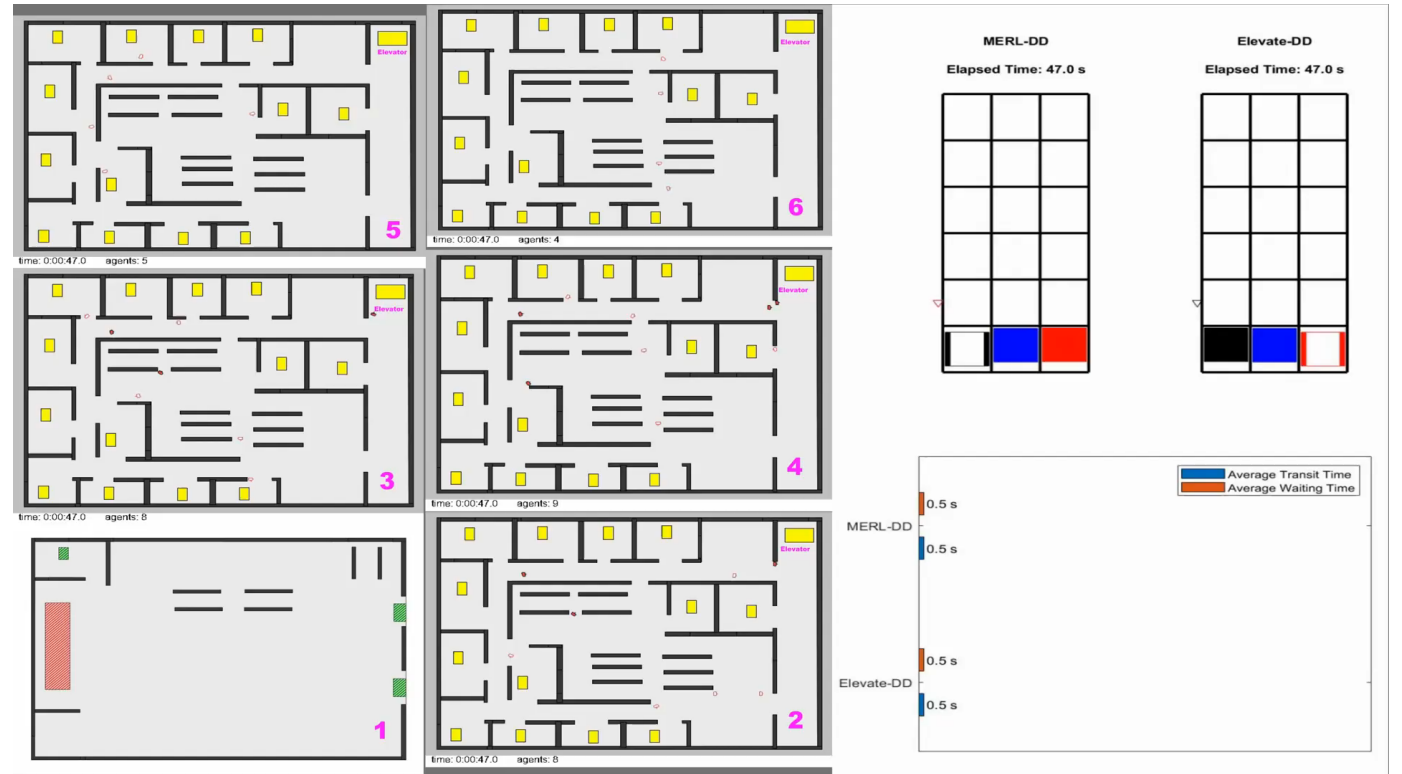 Elevator
5
time: 0:00:47.0 agents: 5
Elevator
6
time: 0:00:47.0 agents: 4
Elevator
3
time: 0:00:47.0 agents: 8
Elevator
4
time: 0:00:47.0 agents: 9
1
Elevator
2
time: 0:00:47.0 agents: 8
MERL-DD
Elapsed Time: 47.0 s
Elevate-DD
Elapsed Time: 47.0 s
Average Transit Time
Average Waiting Time
0.5 s
MERL-DD
0.5 s
0.5 s
Elevate-DD
0.5 s